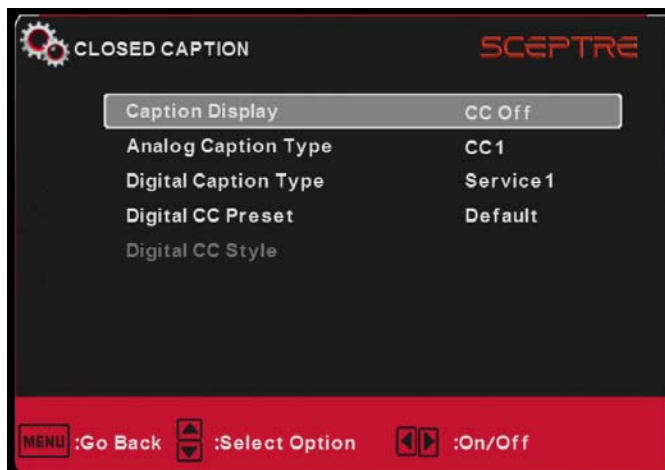 CLOSED CAPTION SCEPTRE
Caption Display CC Off
Analog Caption Type CC1
Digital Caption Type Service1
Digital CC Preset Default
Digital CC Style
MENU :Go Back :Select Option :On/Off